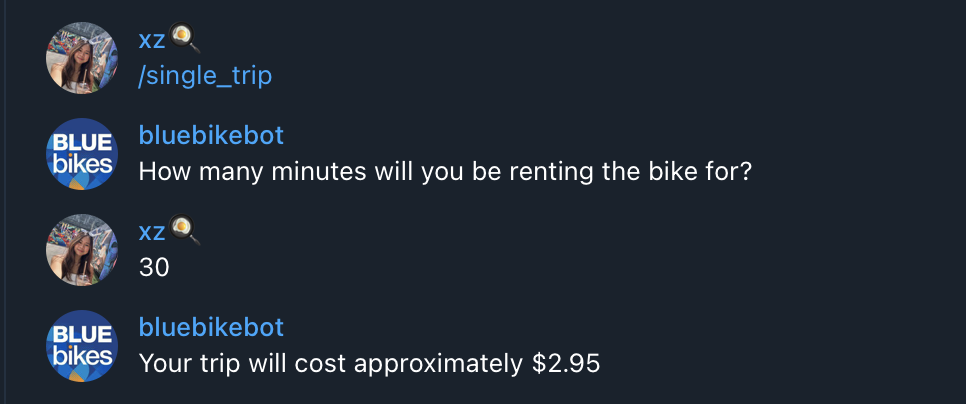 xz🍳
/single_trip
BLUE
bikes
bluebikebot
How many minutes will you be renting the bike for?
xz🍳
30
BLUE
bikes
bluebikebot
Your trip will cost approximately $2.95